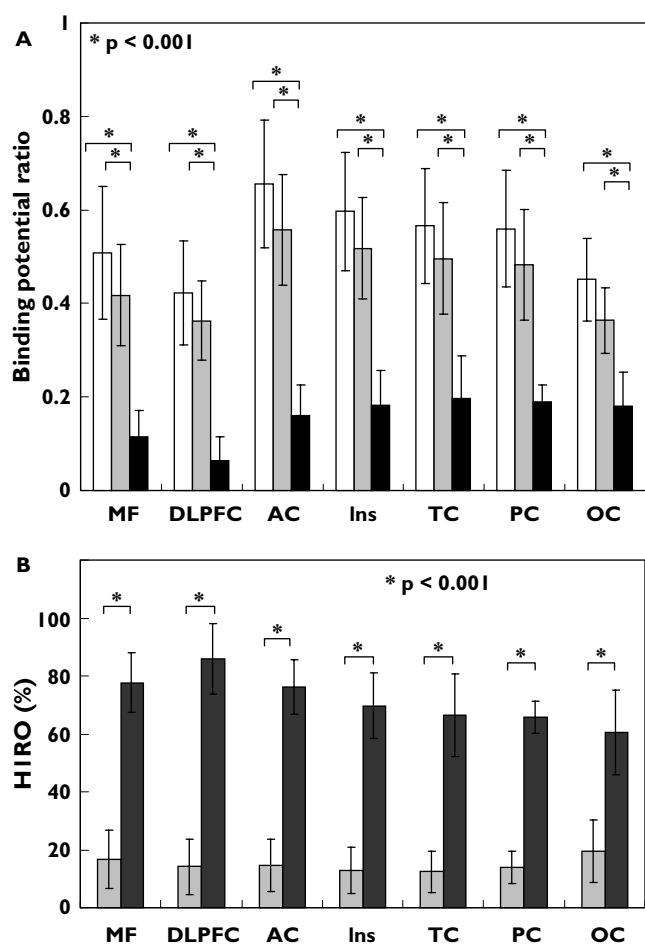 A
* p < 0.001
1
0.8
0.6
0.4
0.2
0
Binding potential ratio
* * * * * * *
* * * * * * *
MF DLPFC AC Ins TC PC OC
B
* p < 0.001
100
80
60
40
20
0
H1RO (%)
* * * * * * *
MF DLPFC AC Ins TC PC OC